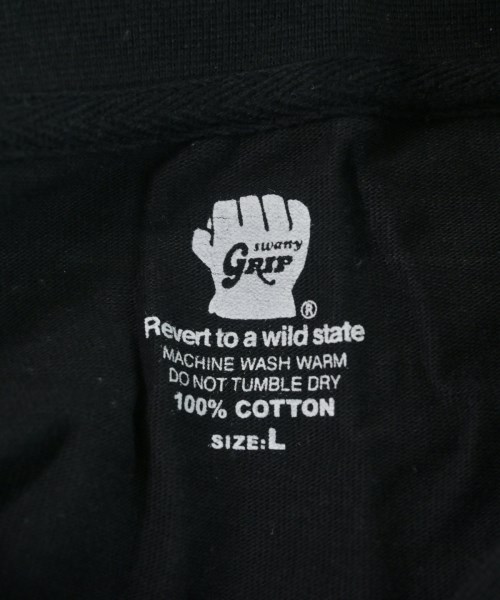 swany
GRIP
®
Revert to a wild state
MACHINE WASH WARM
DO NOT TUMBLE DRY
100% COTTON
SIZE:L